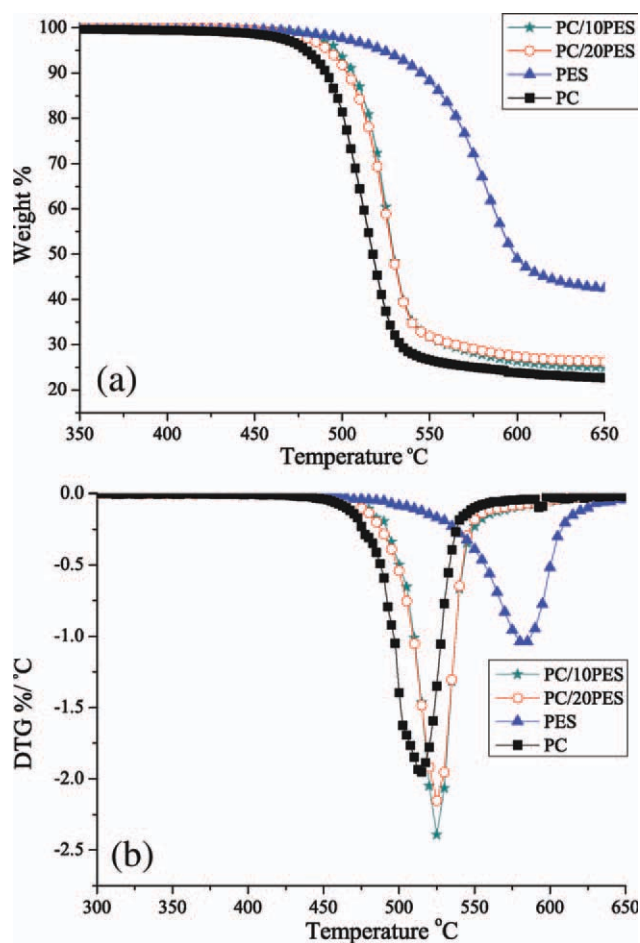 PC/10PES
PC/20PES
PES
PC
100
90
80
70
60
50
40
30
20
Weight %
(a)
350 400 450 500 550 600 650
Temperature °C
0.0
-0.5
-1.0
-1.5
-2.0
-2.5
DTG %/ °C
PC/10PES
PC/20PES
PES
PC
(b)
300 350 400 450 500 550 600 650
Temperature °C